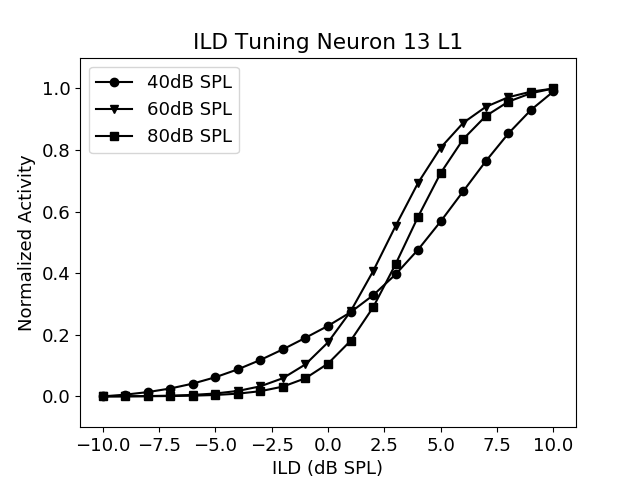 ILD Tuning Neuron 13 L1
40dB SPL
60dB SPL
80dB SPL
Normalized Activity
1.0
0.8
0.6
0.4
0.2
0.0
−10.0 −7.5 −5.0 −2.5 0.0 2.5 5.0 7.5 10.0
ILD (dB SPL)